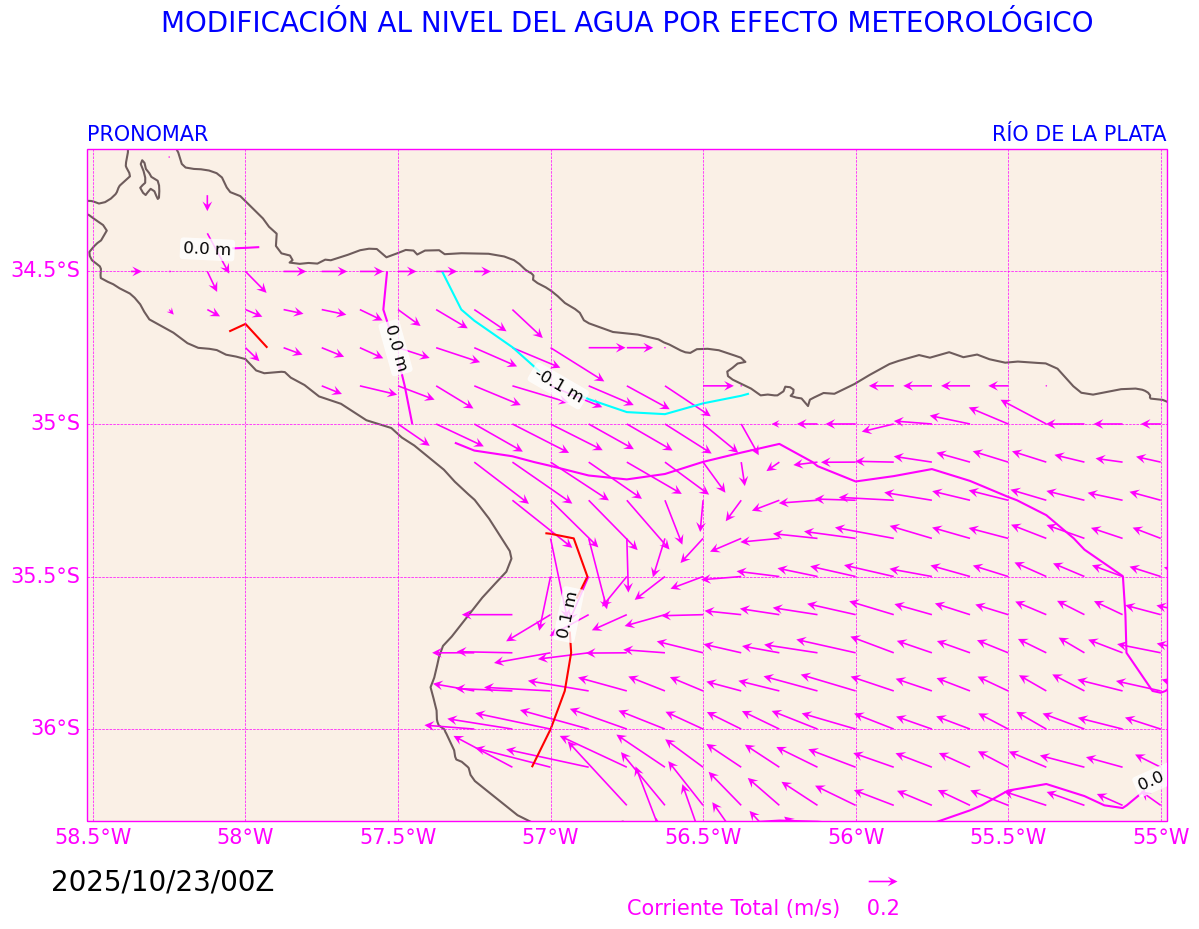 MODIFICACIÓN AL NIVEL DEL AGUA POR EFECTO METEOROLÓGICO
PRONOMAR
RÍO DE LA PLATA
0.0 m
34.5°S
0.0 m
-0.1 m
35°S
35.5°S
0.1 m
36°S
0.0
58.5°W
58°W
57.5°W
57°W
56.5°W
56°W
55.5°W
55°W
2025/10/23/00Z
Corriente Total (m/s)
0.2